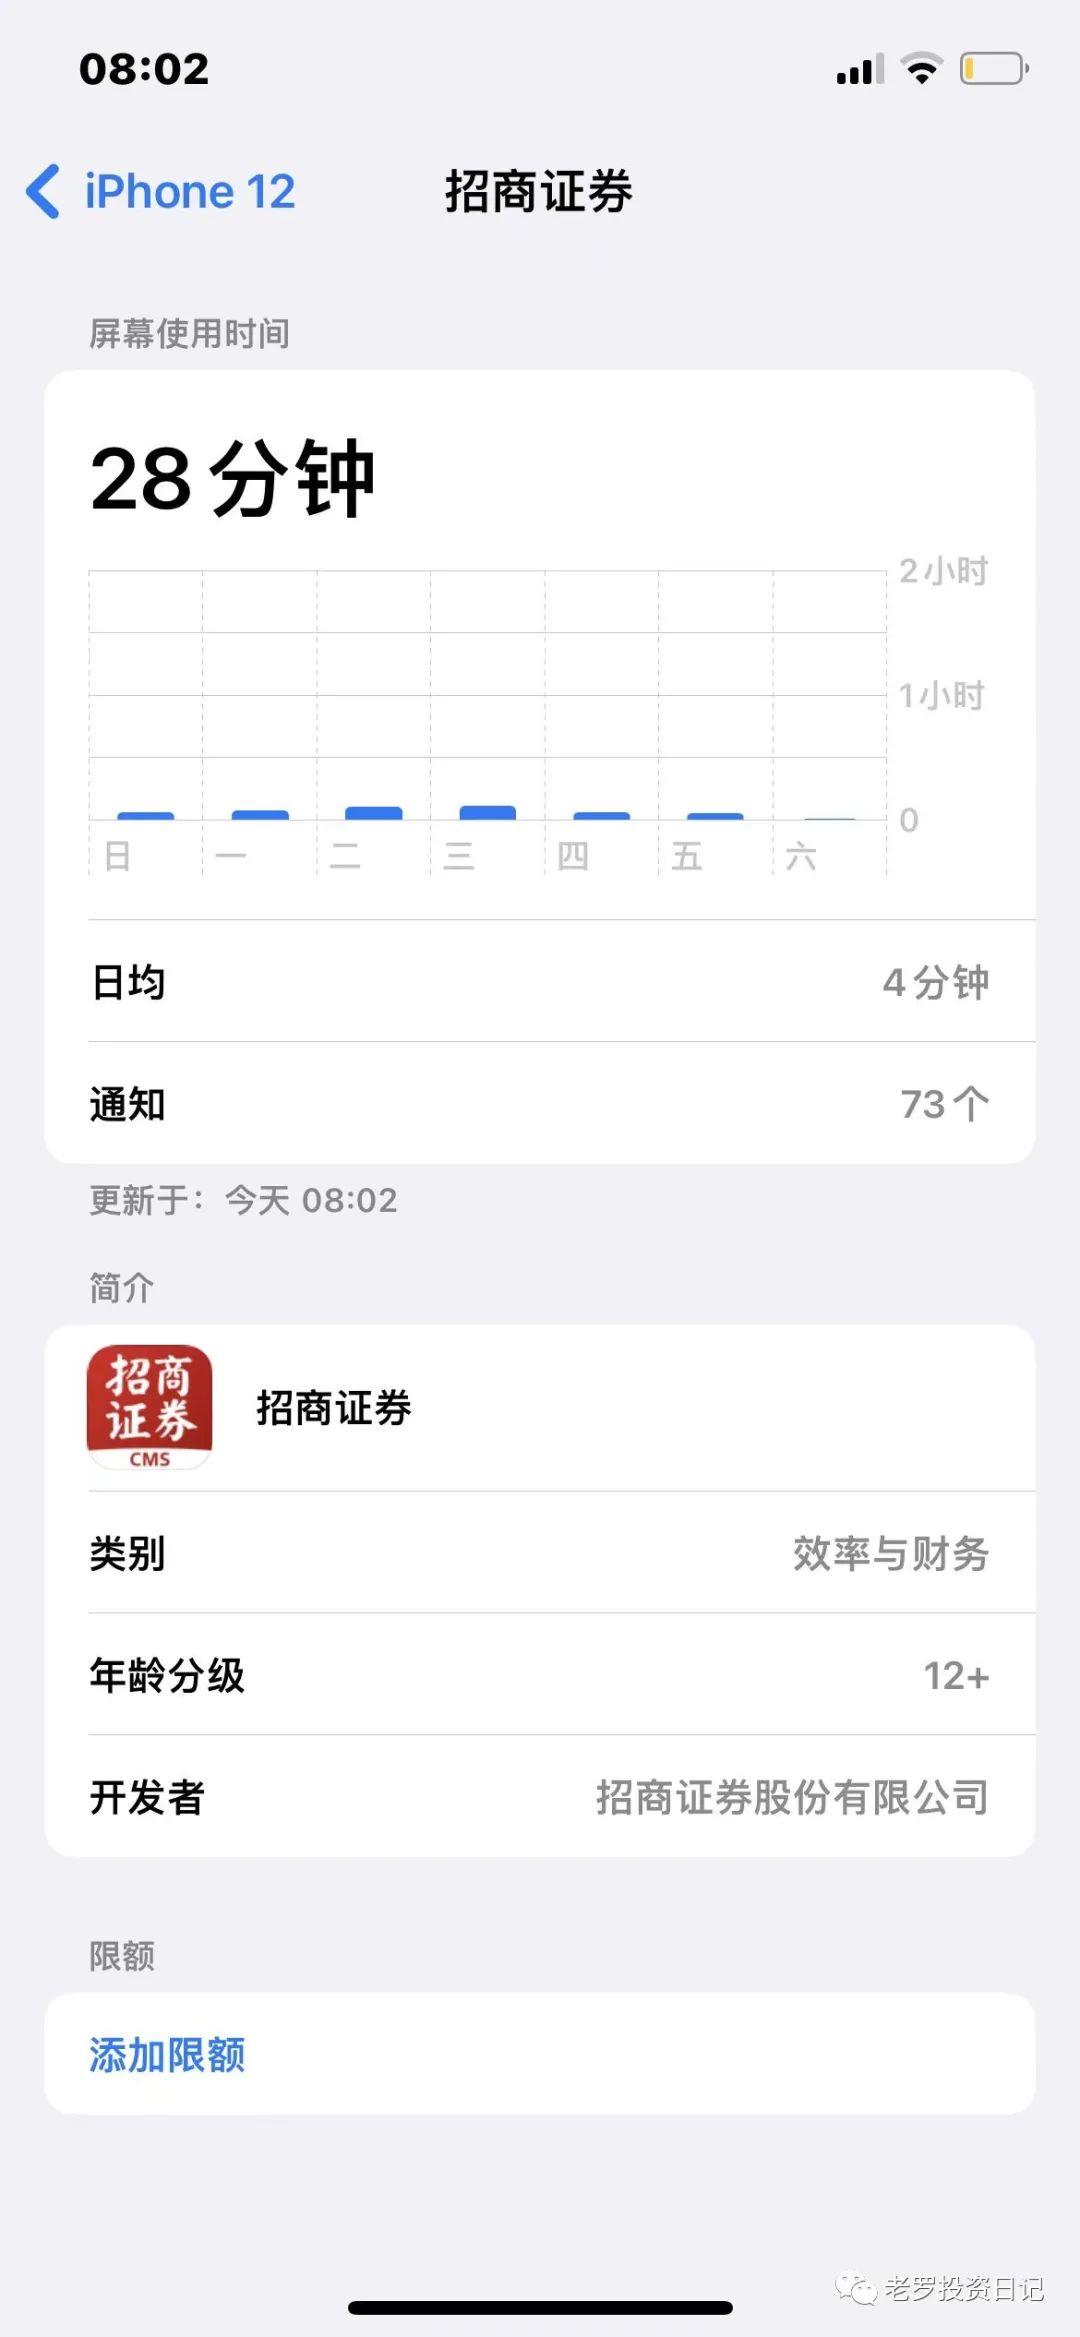 08:02
iPhone 12
招商证券
屏幕使用时间
28分钟
2小时
1小时
0
日 一 二 三 四 五 六
日均 4分钟
通知 73个
更新于：今天 08:02
简介
招商
证券
CMS
招商证券
类别 效率与财务
年龄分级 12+
开发者 招商证券股份有限公司
限额
添加限额
老罗投资日记